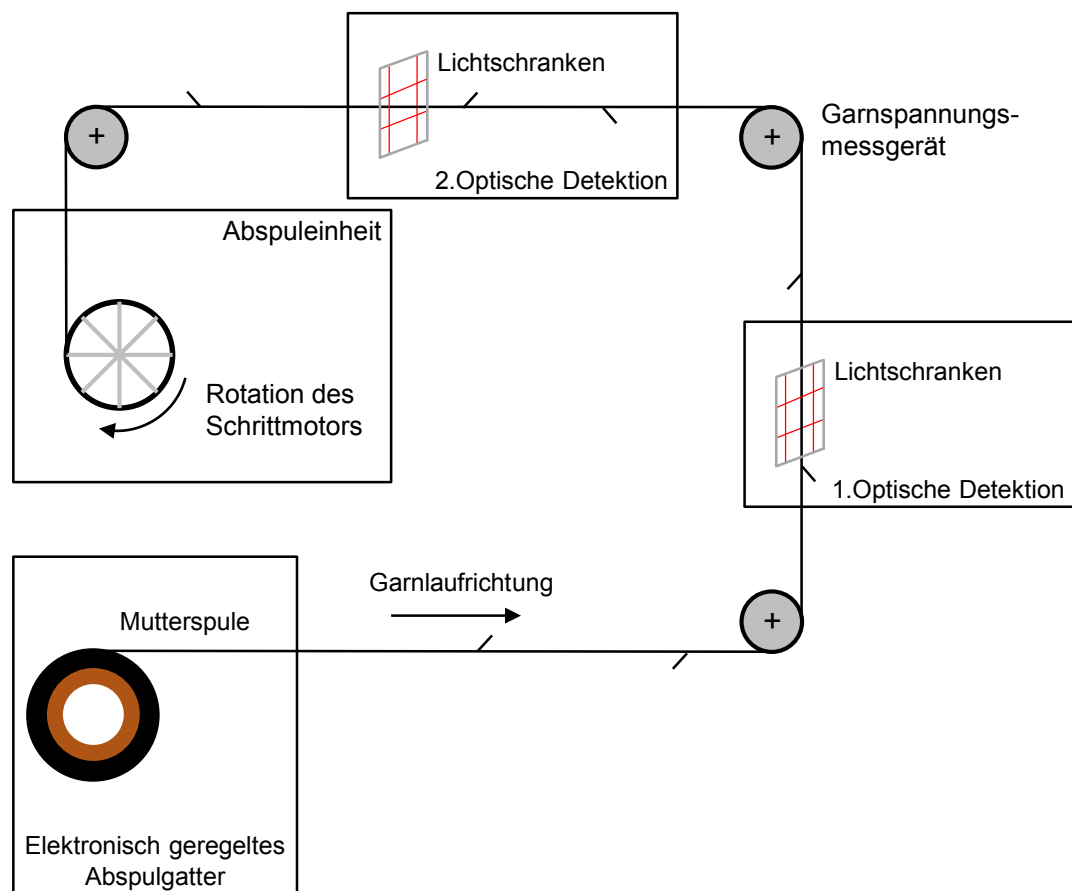 Lichtschranken
2.Optische Detektion
Garnspannungs-
messgerät
Abspuleinheit
Rotation des
Schrittmotors
Lichtschranken
1.Optische Detektion
Garnlaufrichtung
Mutterspule
Elektronisch geregeltes
Abspulgatter